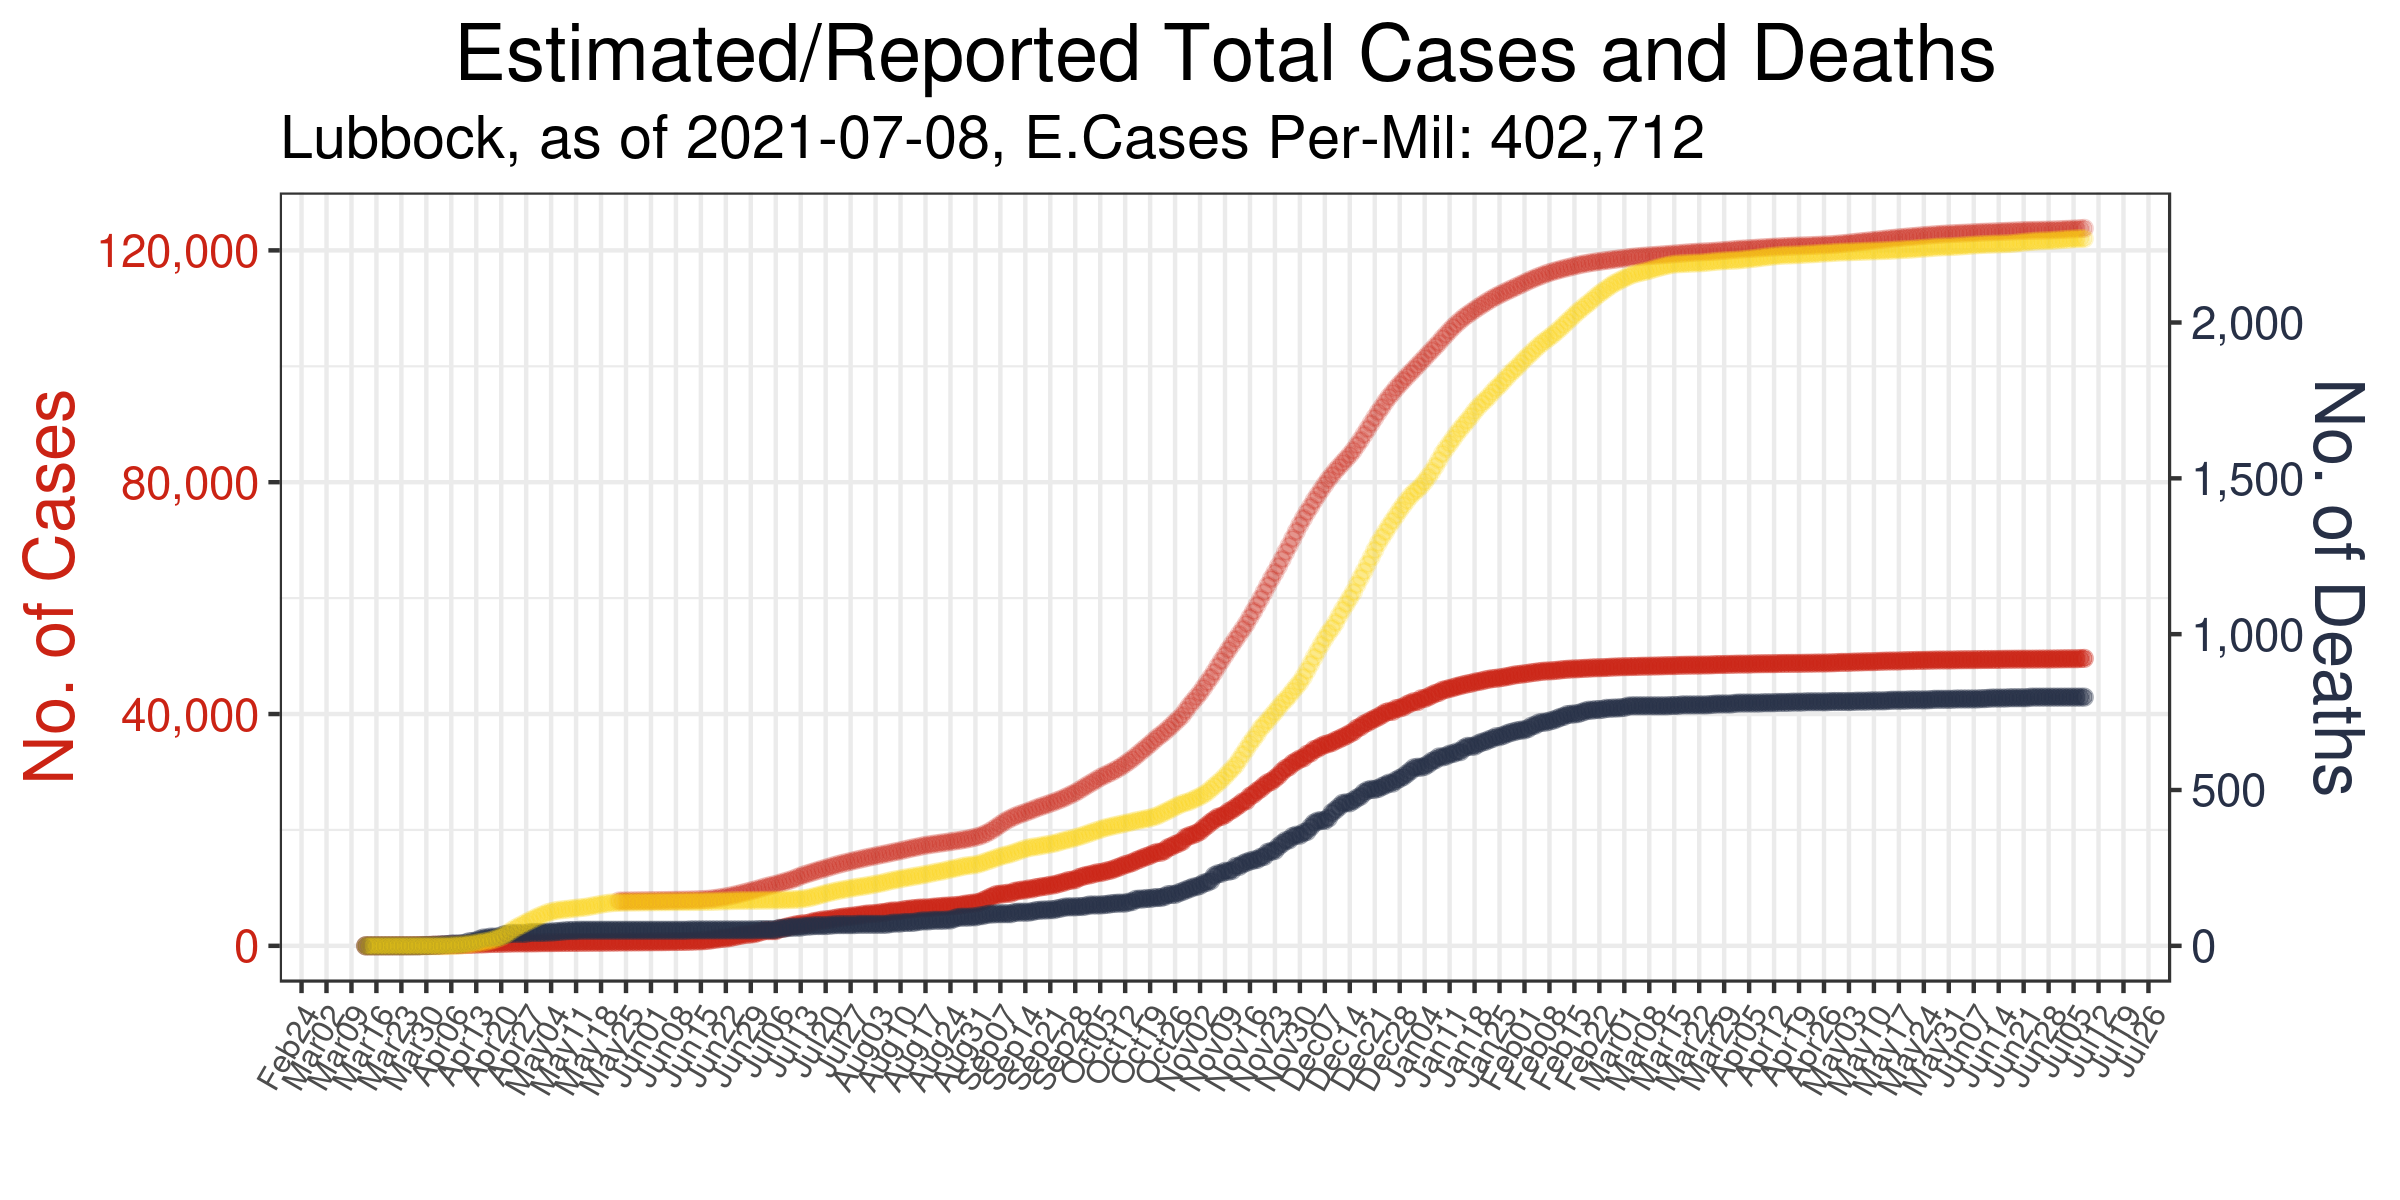 Estimated/Reported Total Cases and Deaths
Lubbock, as of 2021-07-08, E.Cases Per-Mil: 402,712
No. of Cases
120,000
80,000
40,000
0
No. of Deaths
2,000
1,500
1,000
500
0
Feb24
Mar02
Mar09
Mar16
Mar23
Mar30
Apr06
Apr13
Apr20
Apr27
May04
May11
May18
May25
Jun01
Jun08
Jun15
Jun22
Jun29
Jul06
Jul13
Jul20
Jul27
Aug03
Aug10
Aug17
Aug24
Aug31
Sep07
Sep14
Sep21
Sep28
Oct05
Oct12
Oct19
Oct26
Nov02
Nov09
Nov16
Nov23
Nov30
Dec07
Dec14
Dec21
Dec28
Jan04
Jan11
Jan18
Jan25
Feb01
Feb08
Feb15
Feb22
Mar01
Mar08
Mar15
Mar22
Mar29
Apr05
Apr12
Apr19
Apr26
May03
May10
May17
May24
May31
Jun07
Jun14
Jun21
Jun28
Jul05
Jul12
Jul19
Jul26